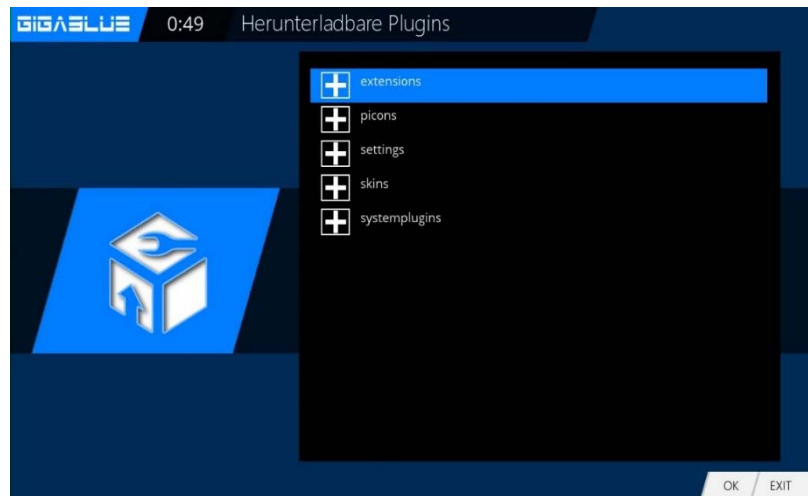 GIGABLUE 0:49 Herunterladbare Plugins
extensions
picons
settings
skins
systemplugins
OK / EXIT